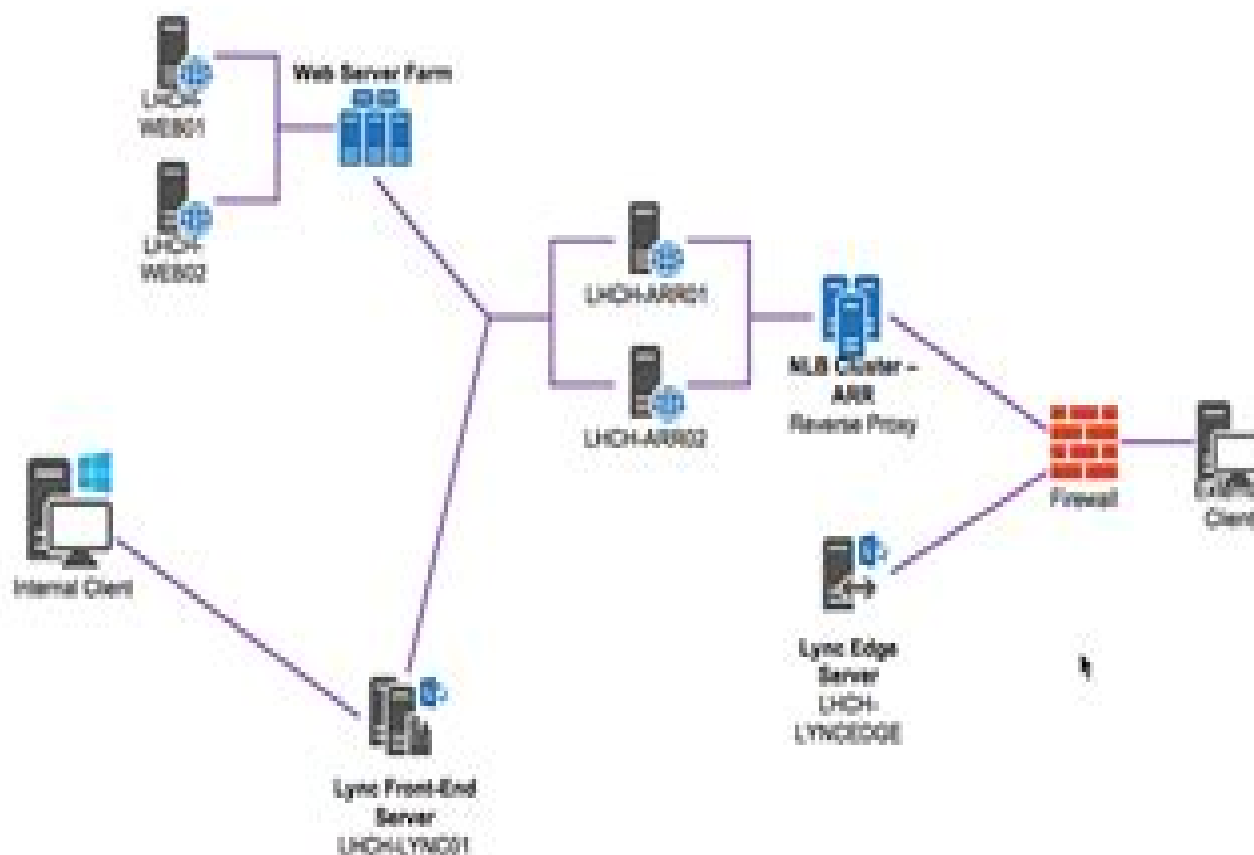 Web Server Farm
LHCH-
WEB01
LHCH-
WEB02
LHCH-ARR01
LHCH-ARR02
NLB Cluster –
ARR
Reverse Proxy
Firewall
Client
Internal Client
Lync Edge
Server
LHCH-
LYNCEDGE
Lync Front-End
Server
LHCH-LYNC01